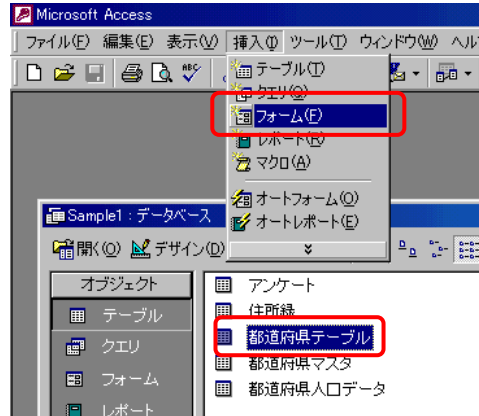 Microsoft Access
ファイル(F) 編集(E) 表示(V) 挿入(I) ツール(T) ウィンドウ(W) ヘル
ABC
テーブル(T)
クエリ(Q)
フォーム(F)
レポート(R)
マクロ(A)
オートフォーム(O)
オートレポート(E)
Sample1 : データベース
開く(O) デザイン(D)
オブジェクト
テーブル
クエリ
フォーム
レポート
アンケート
住所録
都道府県テーブル
都道府県マスタ
都道府県人口データ